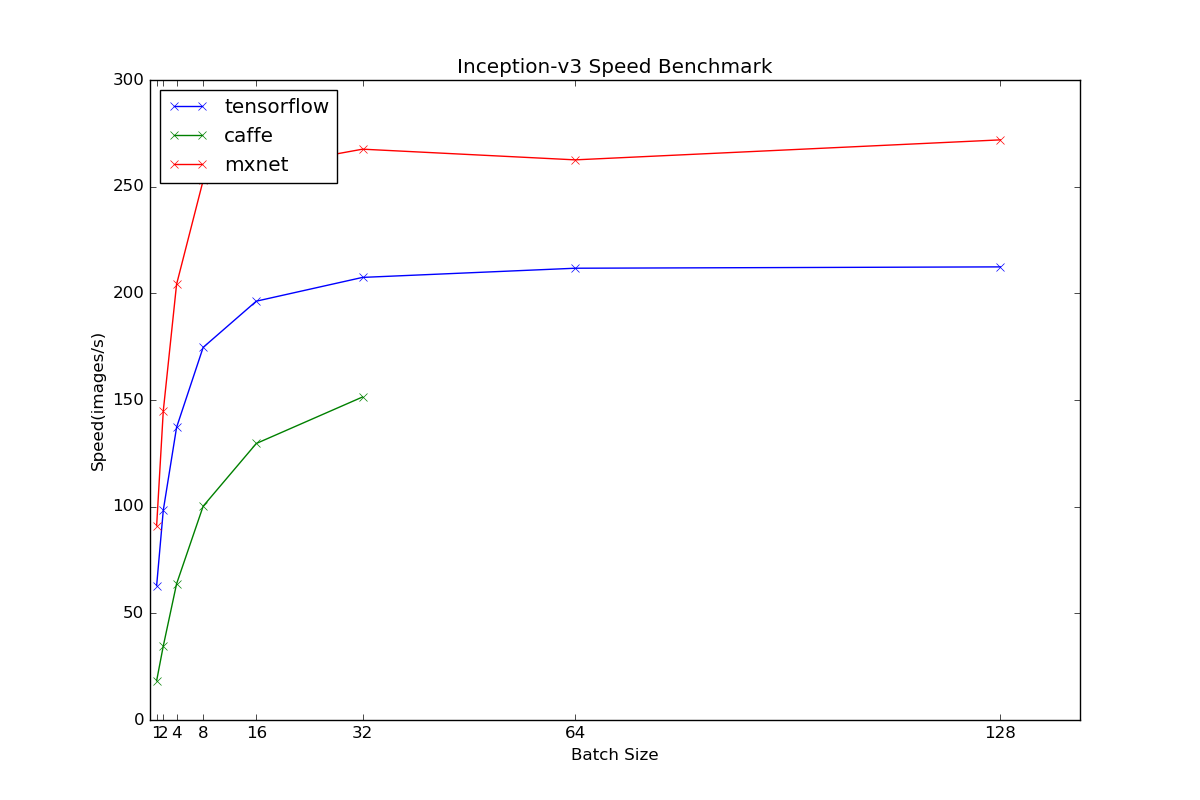 Inception-v3 Speed Benchmark
300
250
200
150
100
50
0
tensorflow
caffe
mxnet
Speed(images/s)
1 2 4 8 16 32 64 128
Batch Size